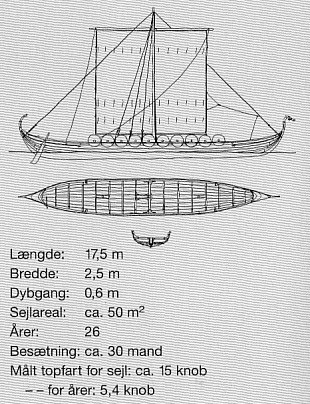 Længde: 17,5 m
Bredde: 2,5 m
Dybgang: 0,6 m
Sejlareal: ca. 50 m²
Årer: 26
Besætning: ca. 30 mand
Målt topfart for sejl: ca. 15 knob
– – for årer: 5,4 knob